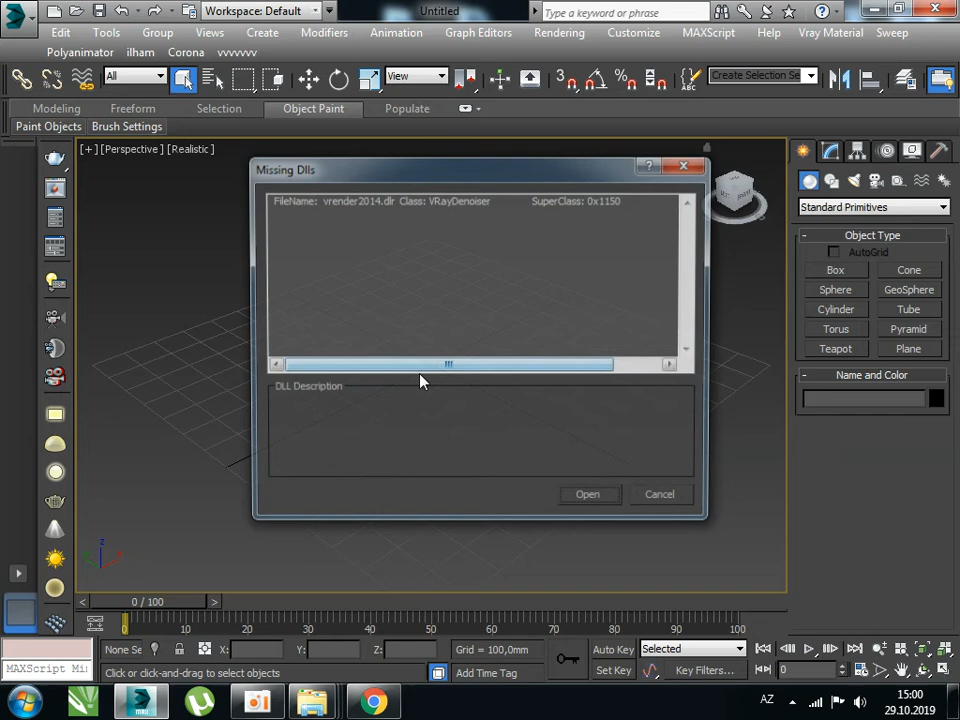 Workspace: Default
Untitled
Type a keyword or phrase
Edit Tools Group Views Create Modifiers Animation Graph Editors Rendering Customize MAXScript Help Vray Material Sweep
Polyanimator ilham Corona vvvvvvv
All View Create Selection Se
Modeling Freeform Selection Object Paint Populate
Paint Objects Brush Settings
[+] [Perspective] [Realistic]
Missing Dlls
FileName: vrender2014.dlr Class: VRayDenoiser SuperClass: 0x1150
DLL Description
Open Cancel
Standard Primitives
- Object Type
AutoGrid
Box Cone
Sphere GeoSphere
Cylinder Tube
Torus Pyramid
Teapot Plane
- Name and Color
z
< 0 / 100 >
0 10 20 30 40 50 60 70 80 90 100
None Se X: Y: Z: Grid = 100,0mm Auto Key Selected
MAXScript Mi Click or click-and-drag to select objects Add Time Tag Set Key Key Filters... 0
AZ 15:00
29.10.2019